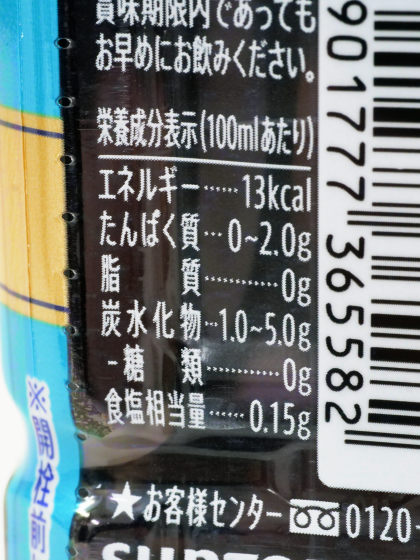 賞味期限内であっても
お早めにお飲みください。
栄養成分表示(100mlあたり)
エネルギー……13kcal
たんぱく質…0~2.0g
脂質…………0g
炭水化物…1.0~5.0g
-糖類…………0g
食塩相当量……0.15g
★お客様センター 0120
901777 365582